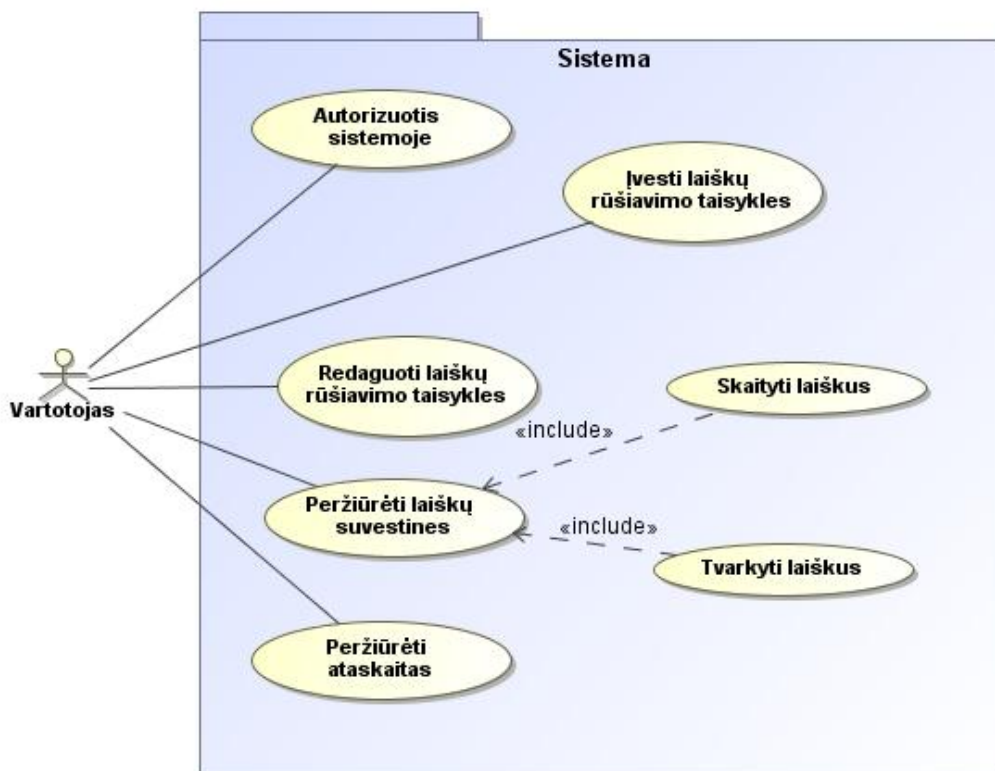 Sistema
Autorizuotis
sistemoje
Įvesti laiškų
rūšiavimo taisykles
Redaguoti laiškų
rūšiavimo taisykles
Skaityti laiškus
Vartotojas
«include»
Peržiūrėti laiškų
suvestines
«include»
Tvarkyti laiškus
Peržiūrėti
ataskaitas